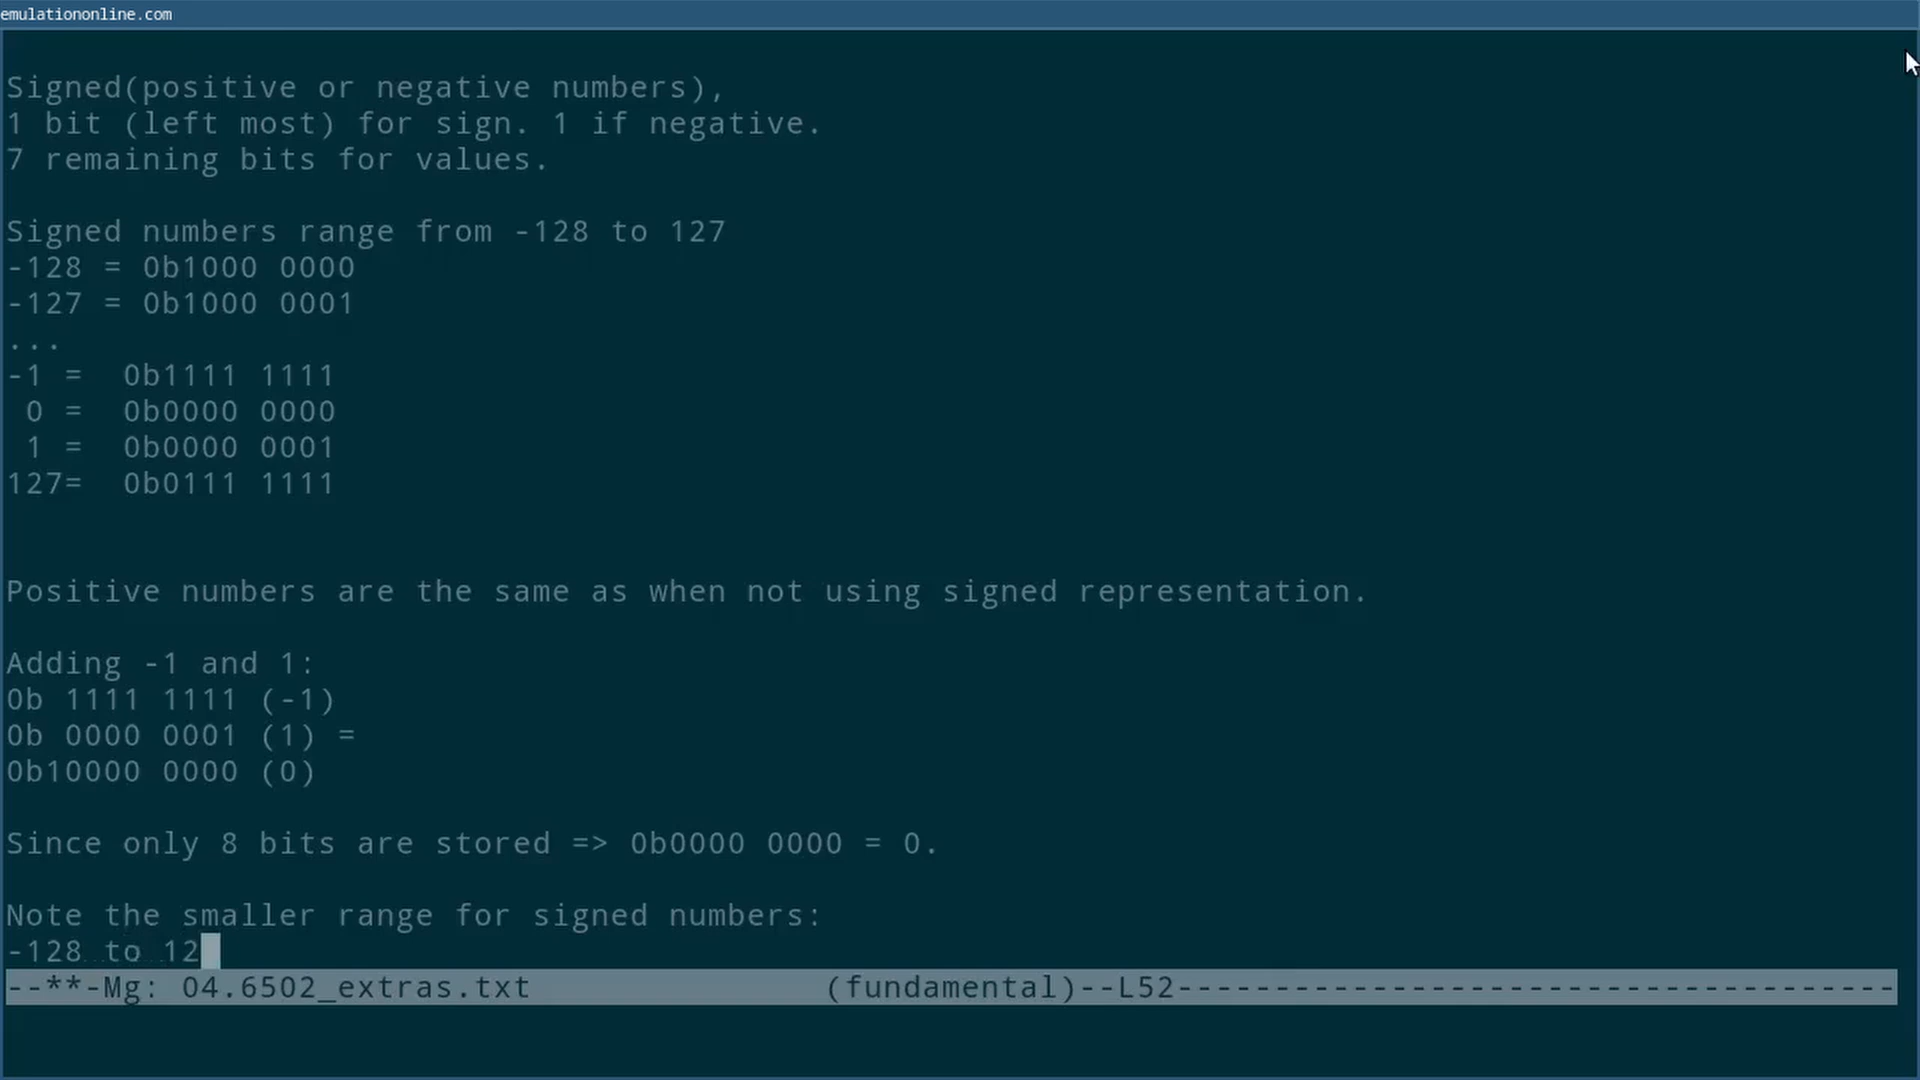 emulationonline.com
Signed(positive or negative numbers),
1 bit (left most) for sign. 1 if negative.
7 remaining bits for values.
Signed numbers range from -128 to 127
-128 = 0b1000 0000
-127 = 0b1000 0001
...
-1 =  0b1111 1111
 0 =  0b0000 0000
 1 =  0b0000 0001
127=  0b0111 1111
Positive numbers are the same as when not using signed representation.
Adding -1 and 1:
0b 1111 1111 (-1)
0b 0000 0001 (1) =
0b10000 0000 (0)
Since only 8 bits are stored => 0b0000 0000 = 0.
Note the smaller range for signed numbers:
-128 to 12
--**-Mg: 04.6502_extras.txt               (fundamental)--L52-------------------------------------